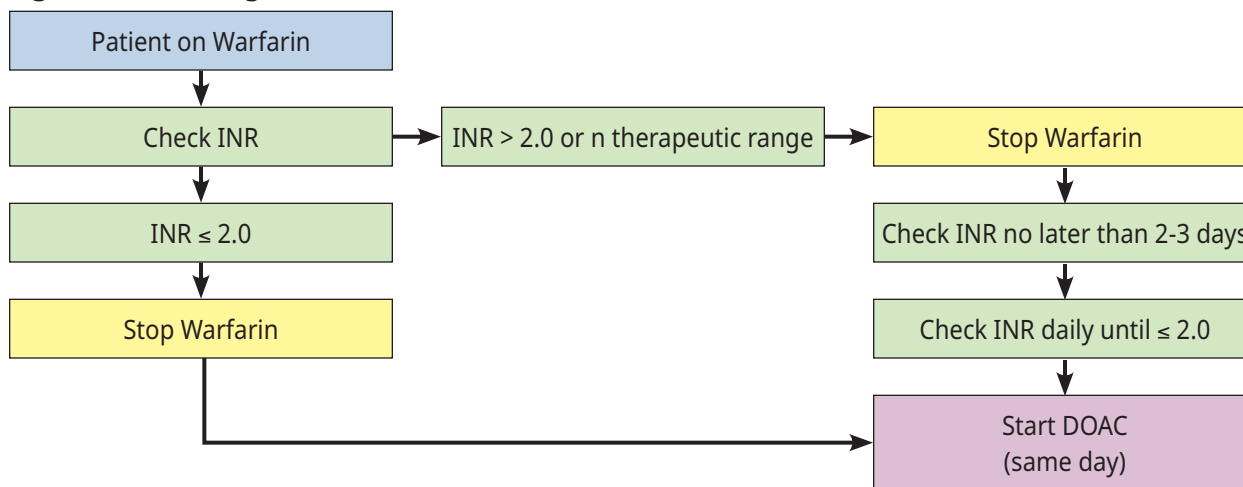 Patient on Warfarin
Check INR
INR > 2.0 or n therapeutic range
Stop Warfarin
INR ≤ 2.0
Check INR no later than 2-3 days
Stop Warfarin
Check INR daily until ≤ 2.0
Start DOAC
(same day)